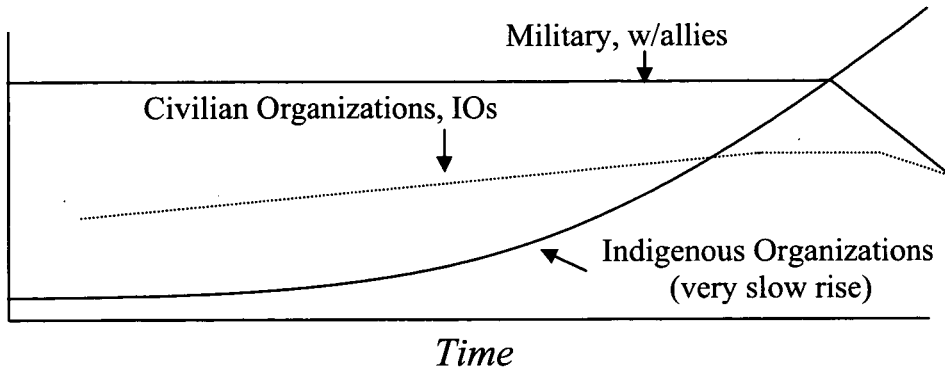 Military, w/allies
Civilian Organizations, IOs
Indigenous Organizations
(very slow rise)
Time